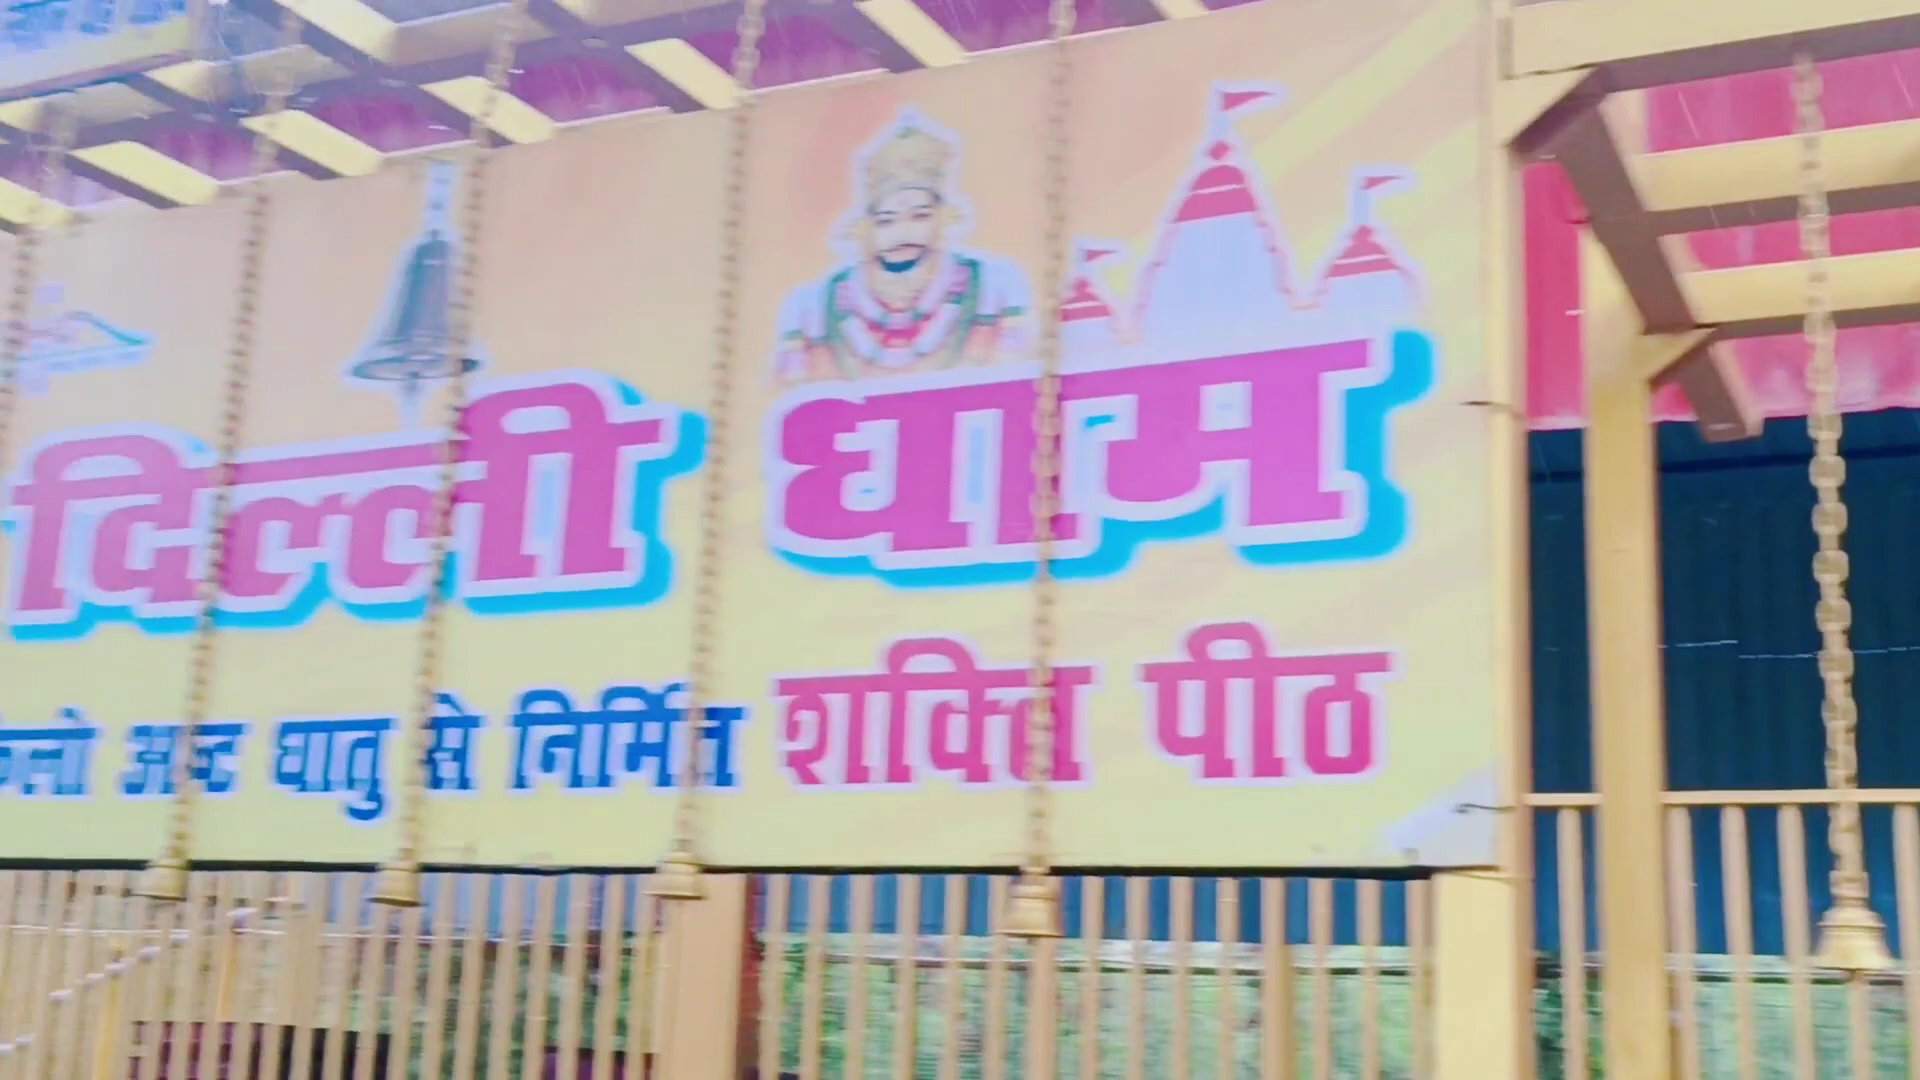 दिल्ली धाम
किलो अष्ट धातु से निर्मित शक्ति पीठ